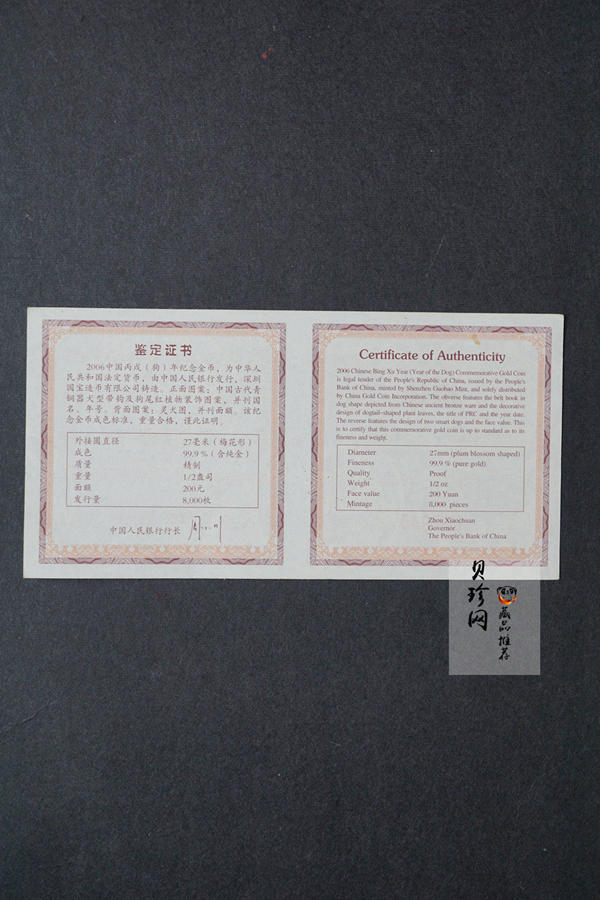 鉴定证书
2006中国丙戌（狗）年纪念金币，为中华人
民共和国法定货币，由中国人民银行发行，深圳
国宝造币有限公司铸造。正面图案：中国古代青
铜器犬型带钩及狗尾红植物装饰图案，并刊国
名、年号。背面图案：灵犬图，并刊面额。该纪
念金币成色标准，重量合格，谨此证明。
外接圆直径 27毫米（梅花形）
成色 99.9%（含纯金）
质量 精制
重量 1/2盎司
面额 200元
发行量 8,000枚
中国人民银行行长
Certificate of Authenticity
2006 Chinese Bing Xu Year (Year of the Dog) Commemorative Gold Coin
is legal tender of the People's Republic of China, issued by the People's
Bank of China, minted by Shenzhen Guobao Mint, and solely distributed
by China Gold Coin Incorporation. The obverse features the belt hook in
dog shape depicted from Chinese ancient bronze ware and the decorative
design of dogtail-shaped plant leaves, the title of PRC and the year date.
The reverse features the design of two smart dogs and the face value. This
is to certify that this commemorative gold coin is up to standard as to its
fineness and weight.
Diameter 27mm (plum blossom shaped)
Fineness 99.9 % (pure gold)
Quality Proof
Weight 1/2 oz
Face value 200 Yuan
Mintage 8,000 pieces
Zhou Xiaochuan
Governor
The People's Bank of China
贝珍网
藏品推荐